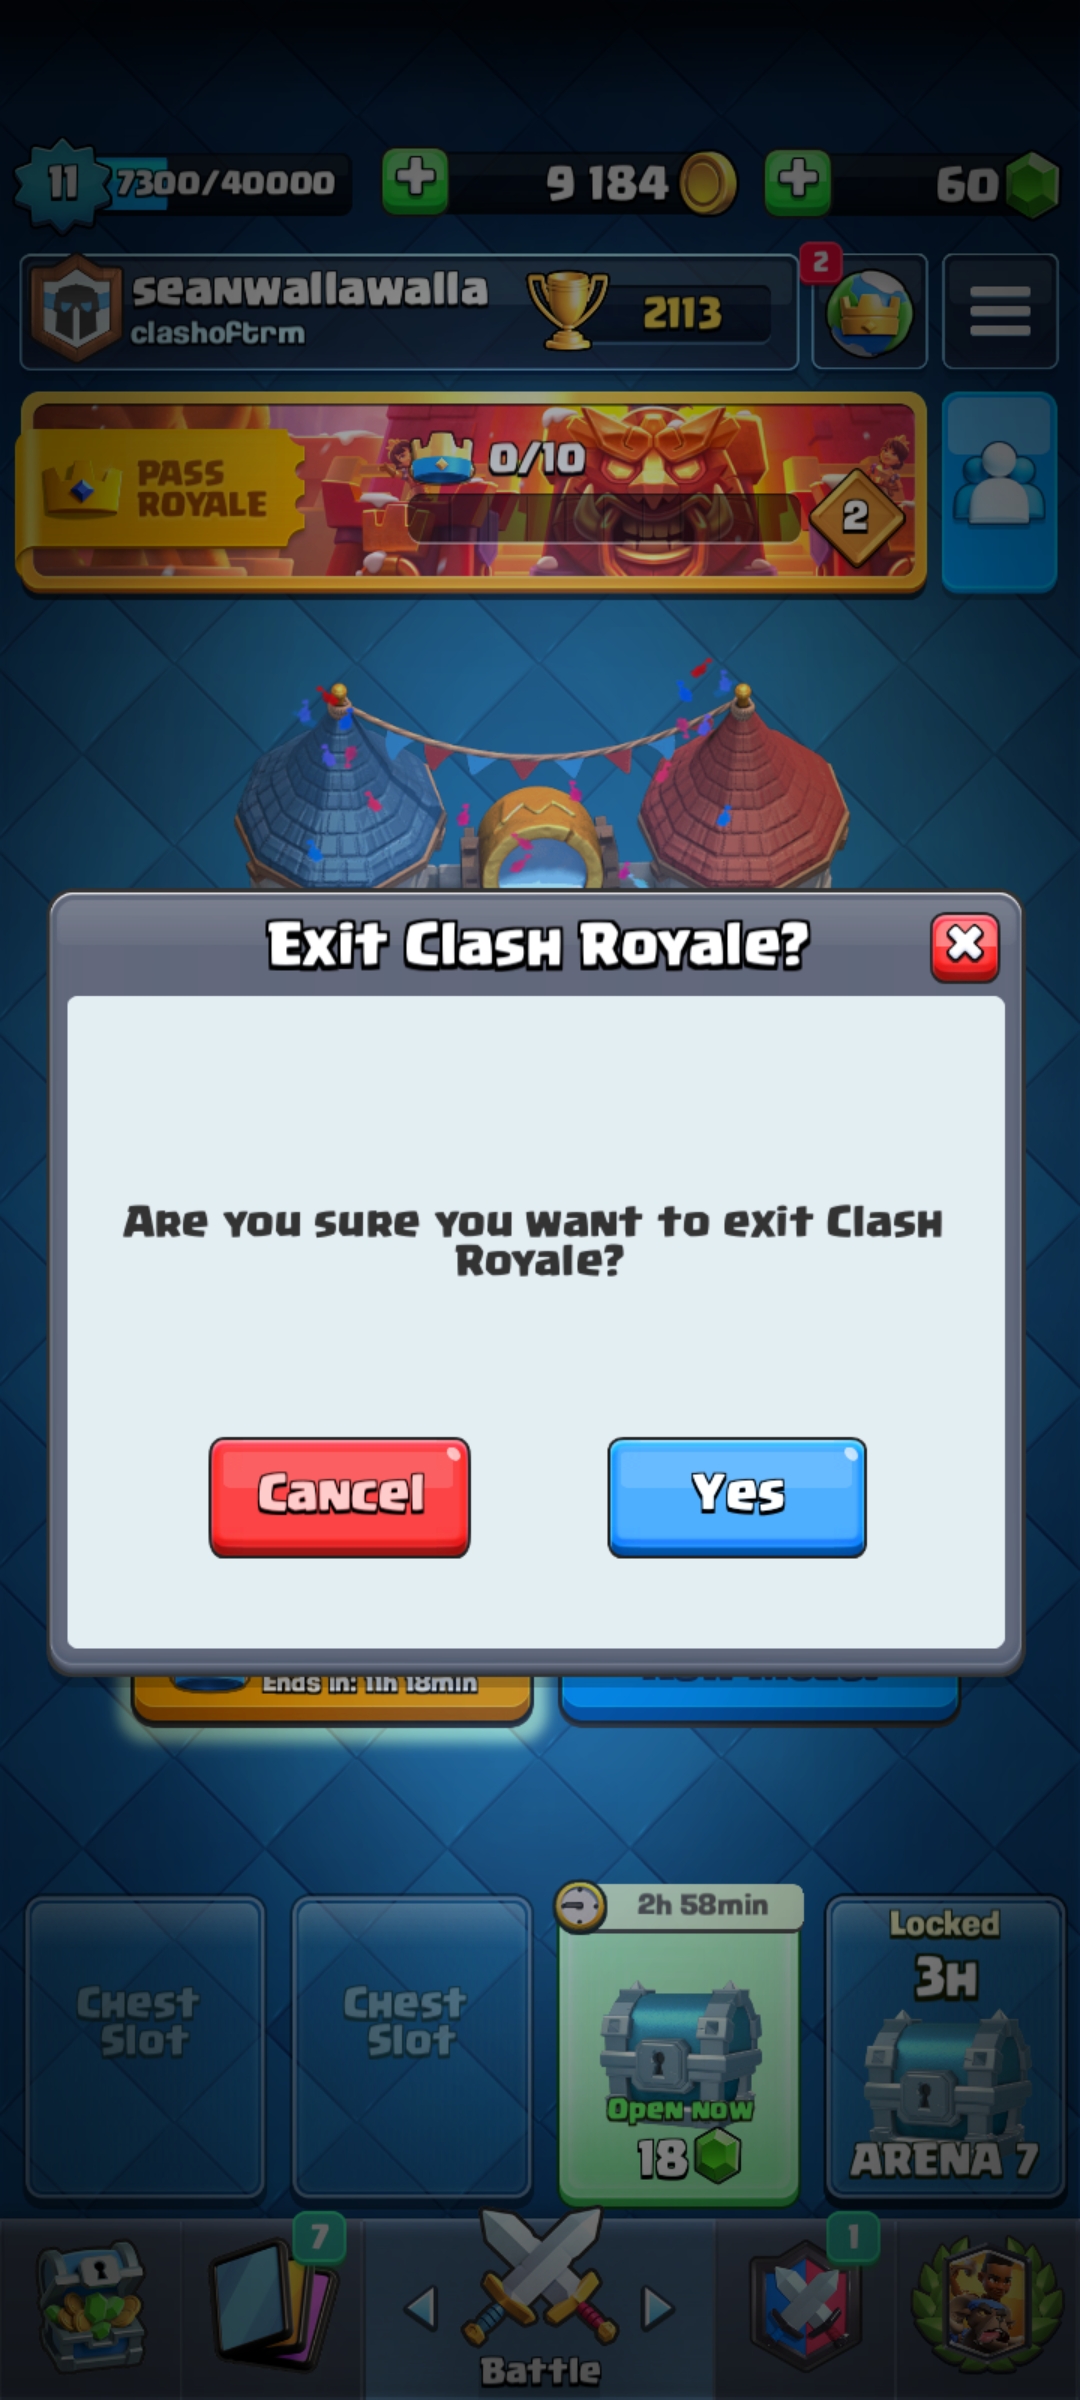 11
7300/40000
9 184
60
seanwallawalla
clashoftrm
2113
2
PASS
ROYALE
0/10
2
Exit Clash Royale?
Are you sure you want to exit Clash
Royale?
Cancel
Yes
Ends in: 11h 18min
Chest
Slot
Chest
Slot
2h 58min
Open now
18
Locked
3H
ARENA 7
7
1
Battle